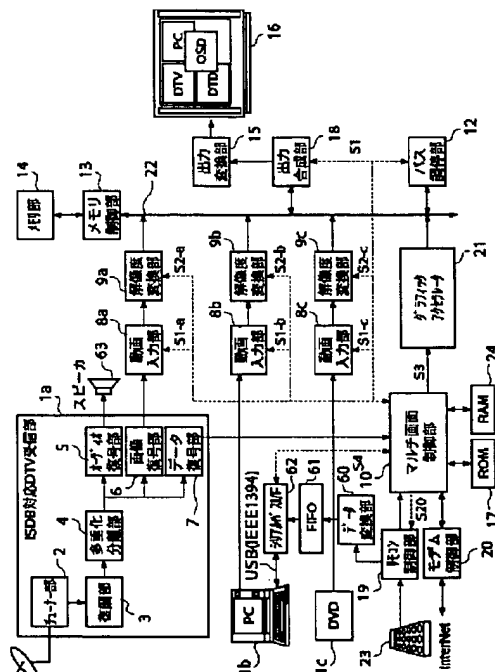 ISDB対応DTV受信部
1a
チューナー部
2
復調部
3
多重化
分離部
4
オーディオ
復号部
5
画像
復号部
6
データ
復号部
7
スピーカ
63
動画
入力部
8a
解像度
変換部
9a
S1-a
S2-a
メモリ部
14
メモリ
制御部
13
22
DTV
PC
OSD
DTD
16
出力
変換部
15
出力
合成部
18
S1
バス
調停部
12
動画
入力部
8b
解像度
変換部
9b
S1-b
S2-b
動画
入力部
8c
解像度
変換部
9c
S1-c
S2-c
PC
1b
USB(IEEE1394)
シリアルバスI/F
62
FIFO
61
データ
変換部
60
S4
DVD
1c
マルチ画面
制御部
10
S3
グラフィック
アクセラレータ
21
リモコン
制御部
19
S20
モデム
制御部
20
23
InterNet
ROM
17
RAM
24